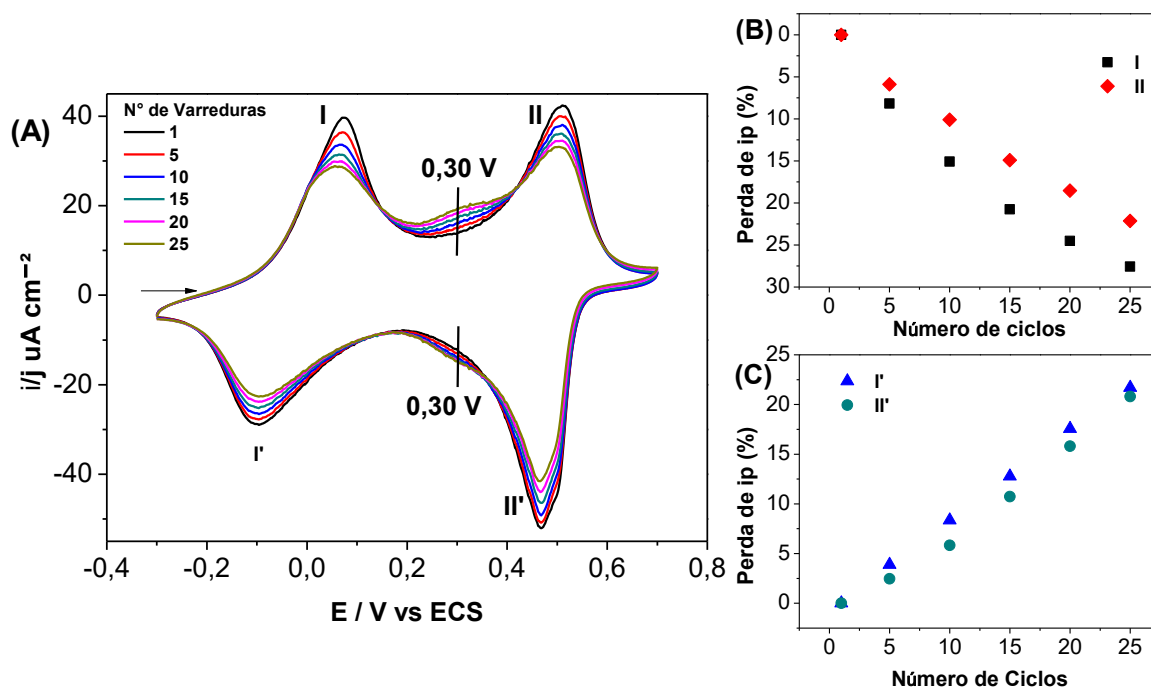 (A)
N° de Varreduras
1
5
10
15
20
25
I
II
0,30 V
0,30 V
I'
II'
40
20
0
-20
-40
i/j uA cm⁻²
-0,4
-0,2
0,0
0,2
0,4
0,6
0,8
E / V vs ECS
(B)
I
II
0
5
10
15
20
25
30
Perda de ip (%)
0 5 10 15 20 25
Número de ciclos
(C)
I'
II'
25
20
15
10
5
0
Perda de ip (%)
0 5 10 15 20 25
Número de Ciclos